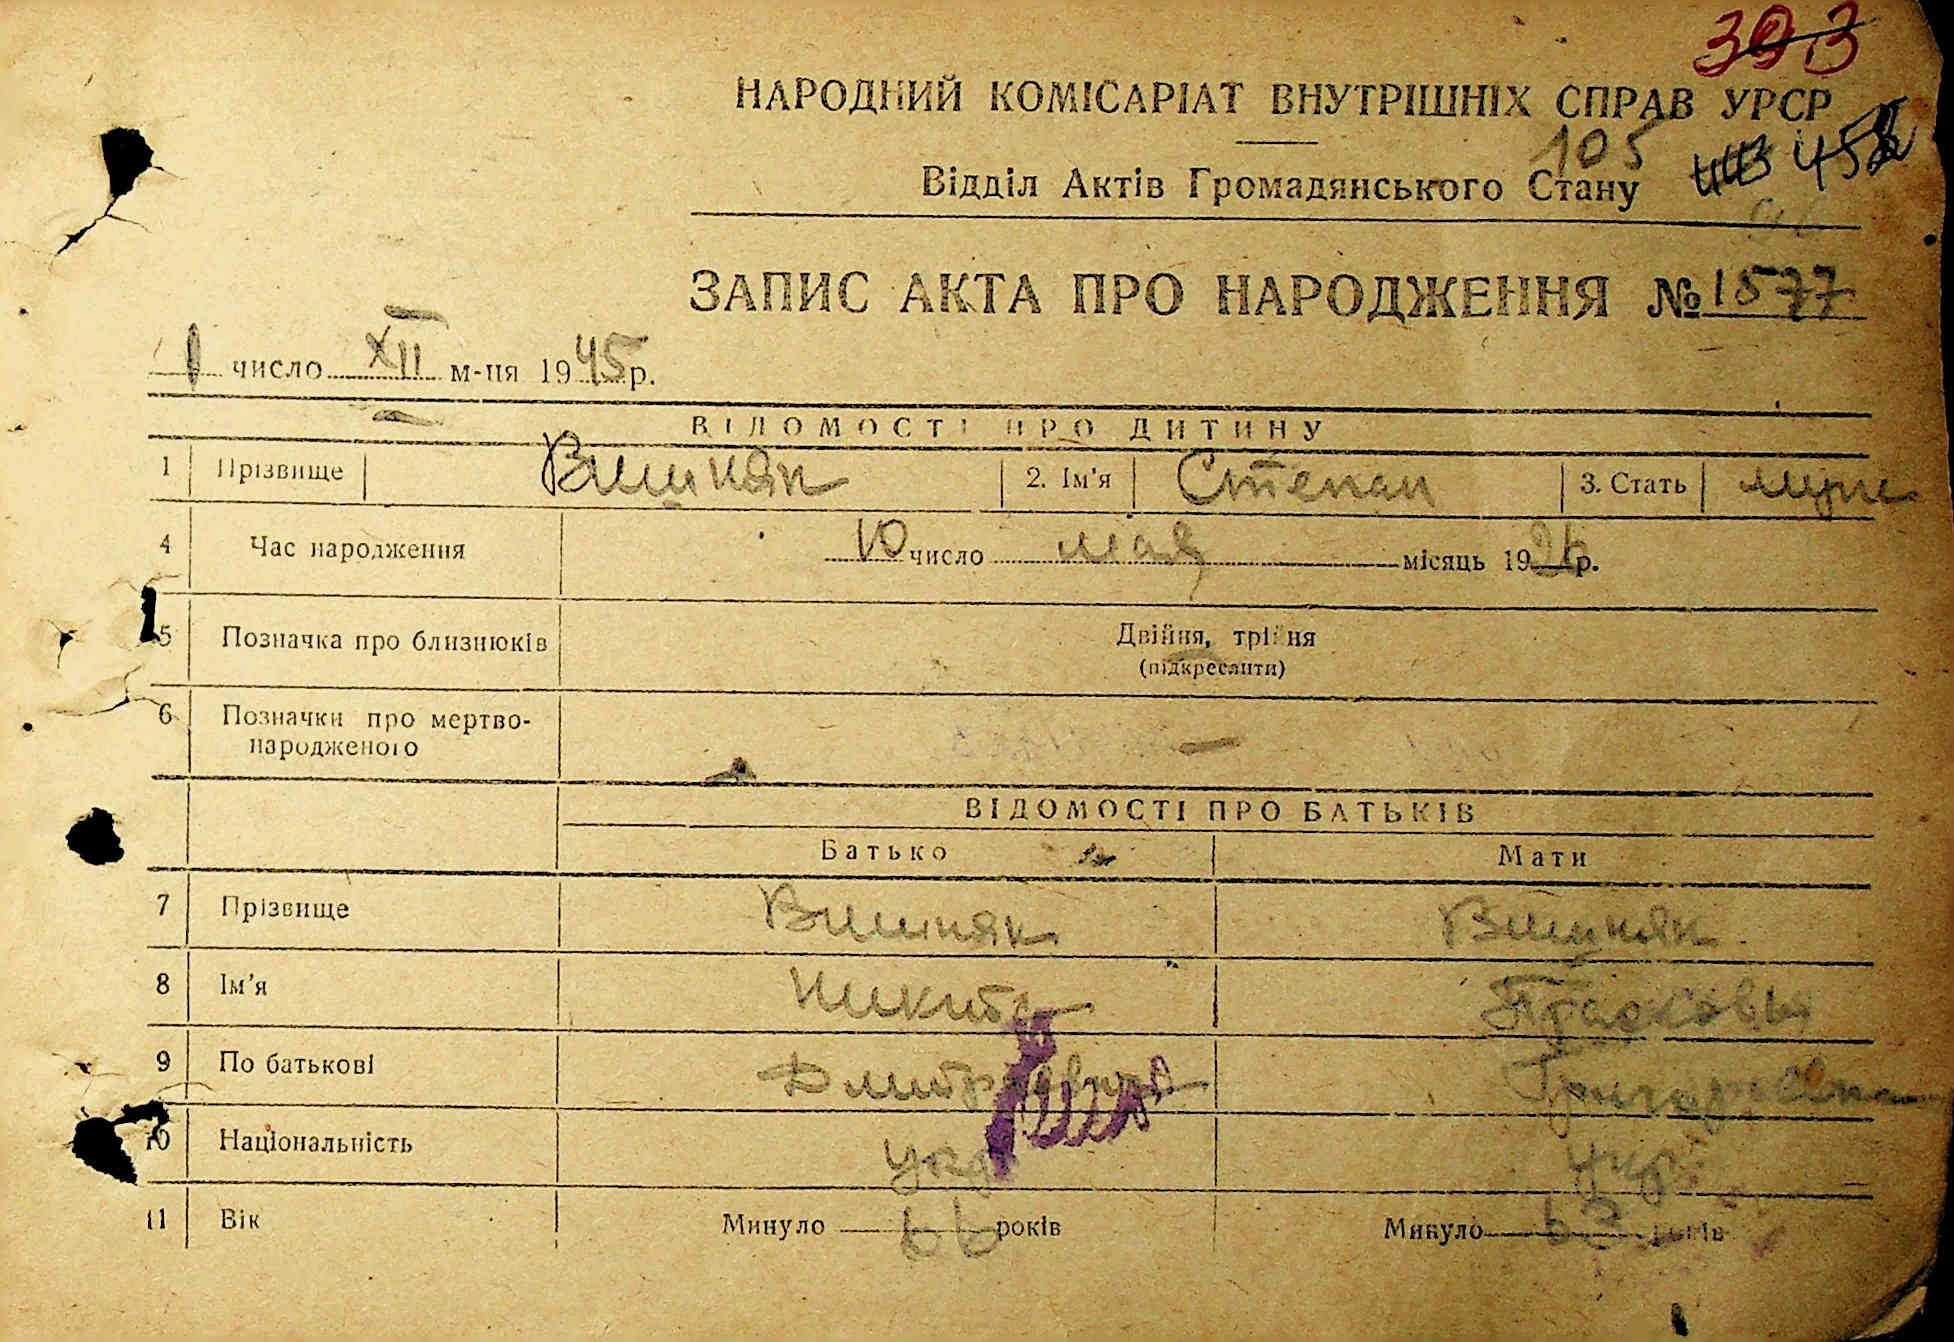 303
НАРОДНИЙ КОМІСАРІАТ ВНУТРІШНІХ СПРАВ УРСР
105
Відділ Актів Громадянського Стану
ЗАПИС АКТА ПРО НАРОДЖЕННЯ № 1577
1 число XII м-ця 1945 р.
ВІДОМОСТІ ПРО ДИТИНУ
1 Прізвище Вишняк 2. Ім'я Степан 3. Стать муж
4 Час народження 10 число мая місяць 1926 р.
5 Позначка про близнюків Двійня, трійня
(підкреслити)
6 Позначки про мертво-
народженого —
ВІДОМОСТІ ПРО БАТЬКІВ
Батько Мати
7 Прізвище Вишняк Вишняк
8 Ім'я Никита Прасковья
9 По батькові Дмитриевич Григорьевна
10 Національність укр укр
11 Вік Минуло 66 років Минуло 63 років